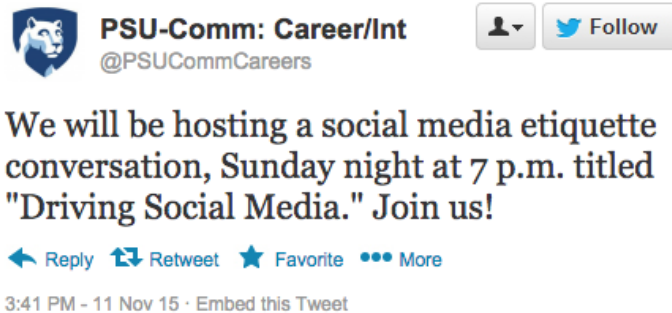 PSU-Comm: Career/Int
Follow
@PSUCommCareers
We will be hosting a social media etiquette
conversation, Sunday night at 7 p.m. titled
"Driving Social Media." Join us!
Reply Retweet Favorite More
3:41 PM - 11 Nov 15 · Embed this Tweet